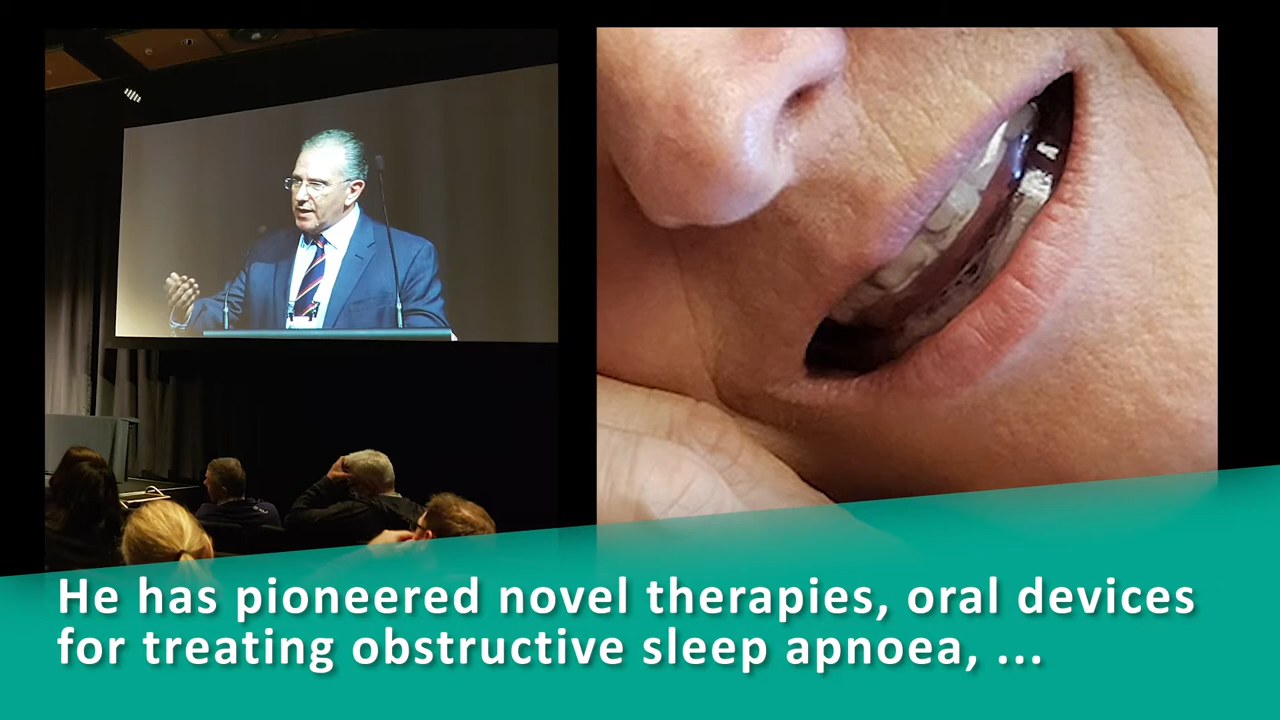 He has pioneered novel therapies, oral devices
for treating obstructive sleep apnoea, ...